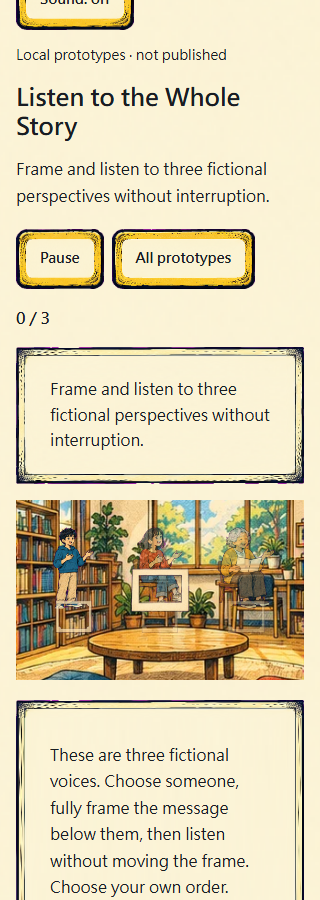 Sound: on
Local prototypes · not published
Listen to the Whole
Story
Frame and listen to three fictional
perspectives without interruption.
Pause
All prototypes
0 / 3
Frame and listen to three
fictional perspectives without
interruption.
These are three fictional
voices. Choose someone,
fully frame the message
below them, then listen
without moving the frame.
Choose your own order.